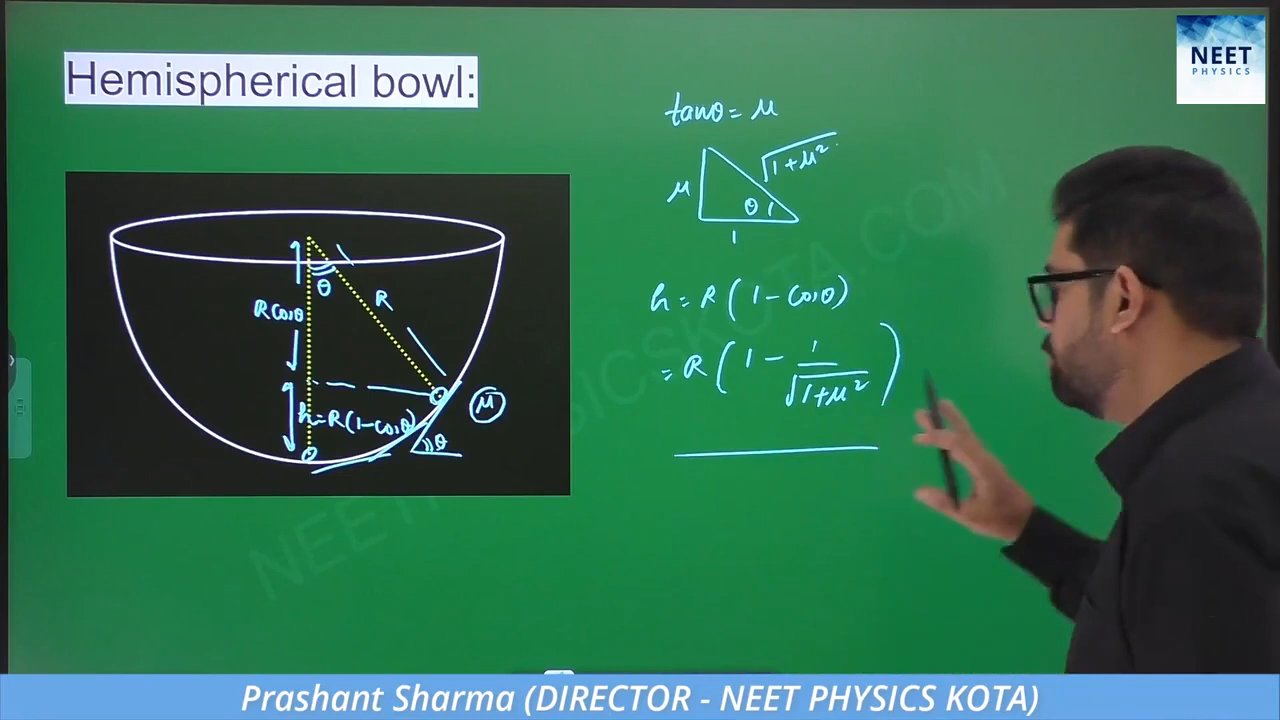 Hemispherical bowl:
NEET
PHYSICS
tanθ = μ
μ
√1+μ²
θ
1
h = R(1 - cosθ)
= R(1 - 1/√1+μ²)
θ
R
Rcosθ
h=R(1-cosθ)
μ
θ
Prashant Sharma (DIRECTOR - NEET PHYSICS KOTA)